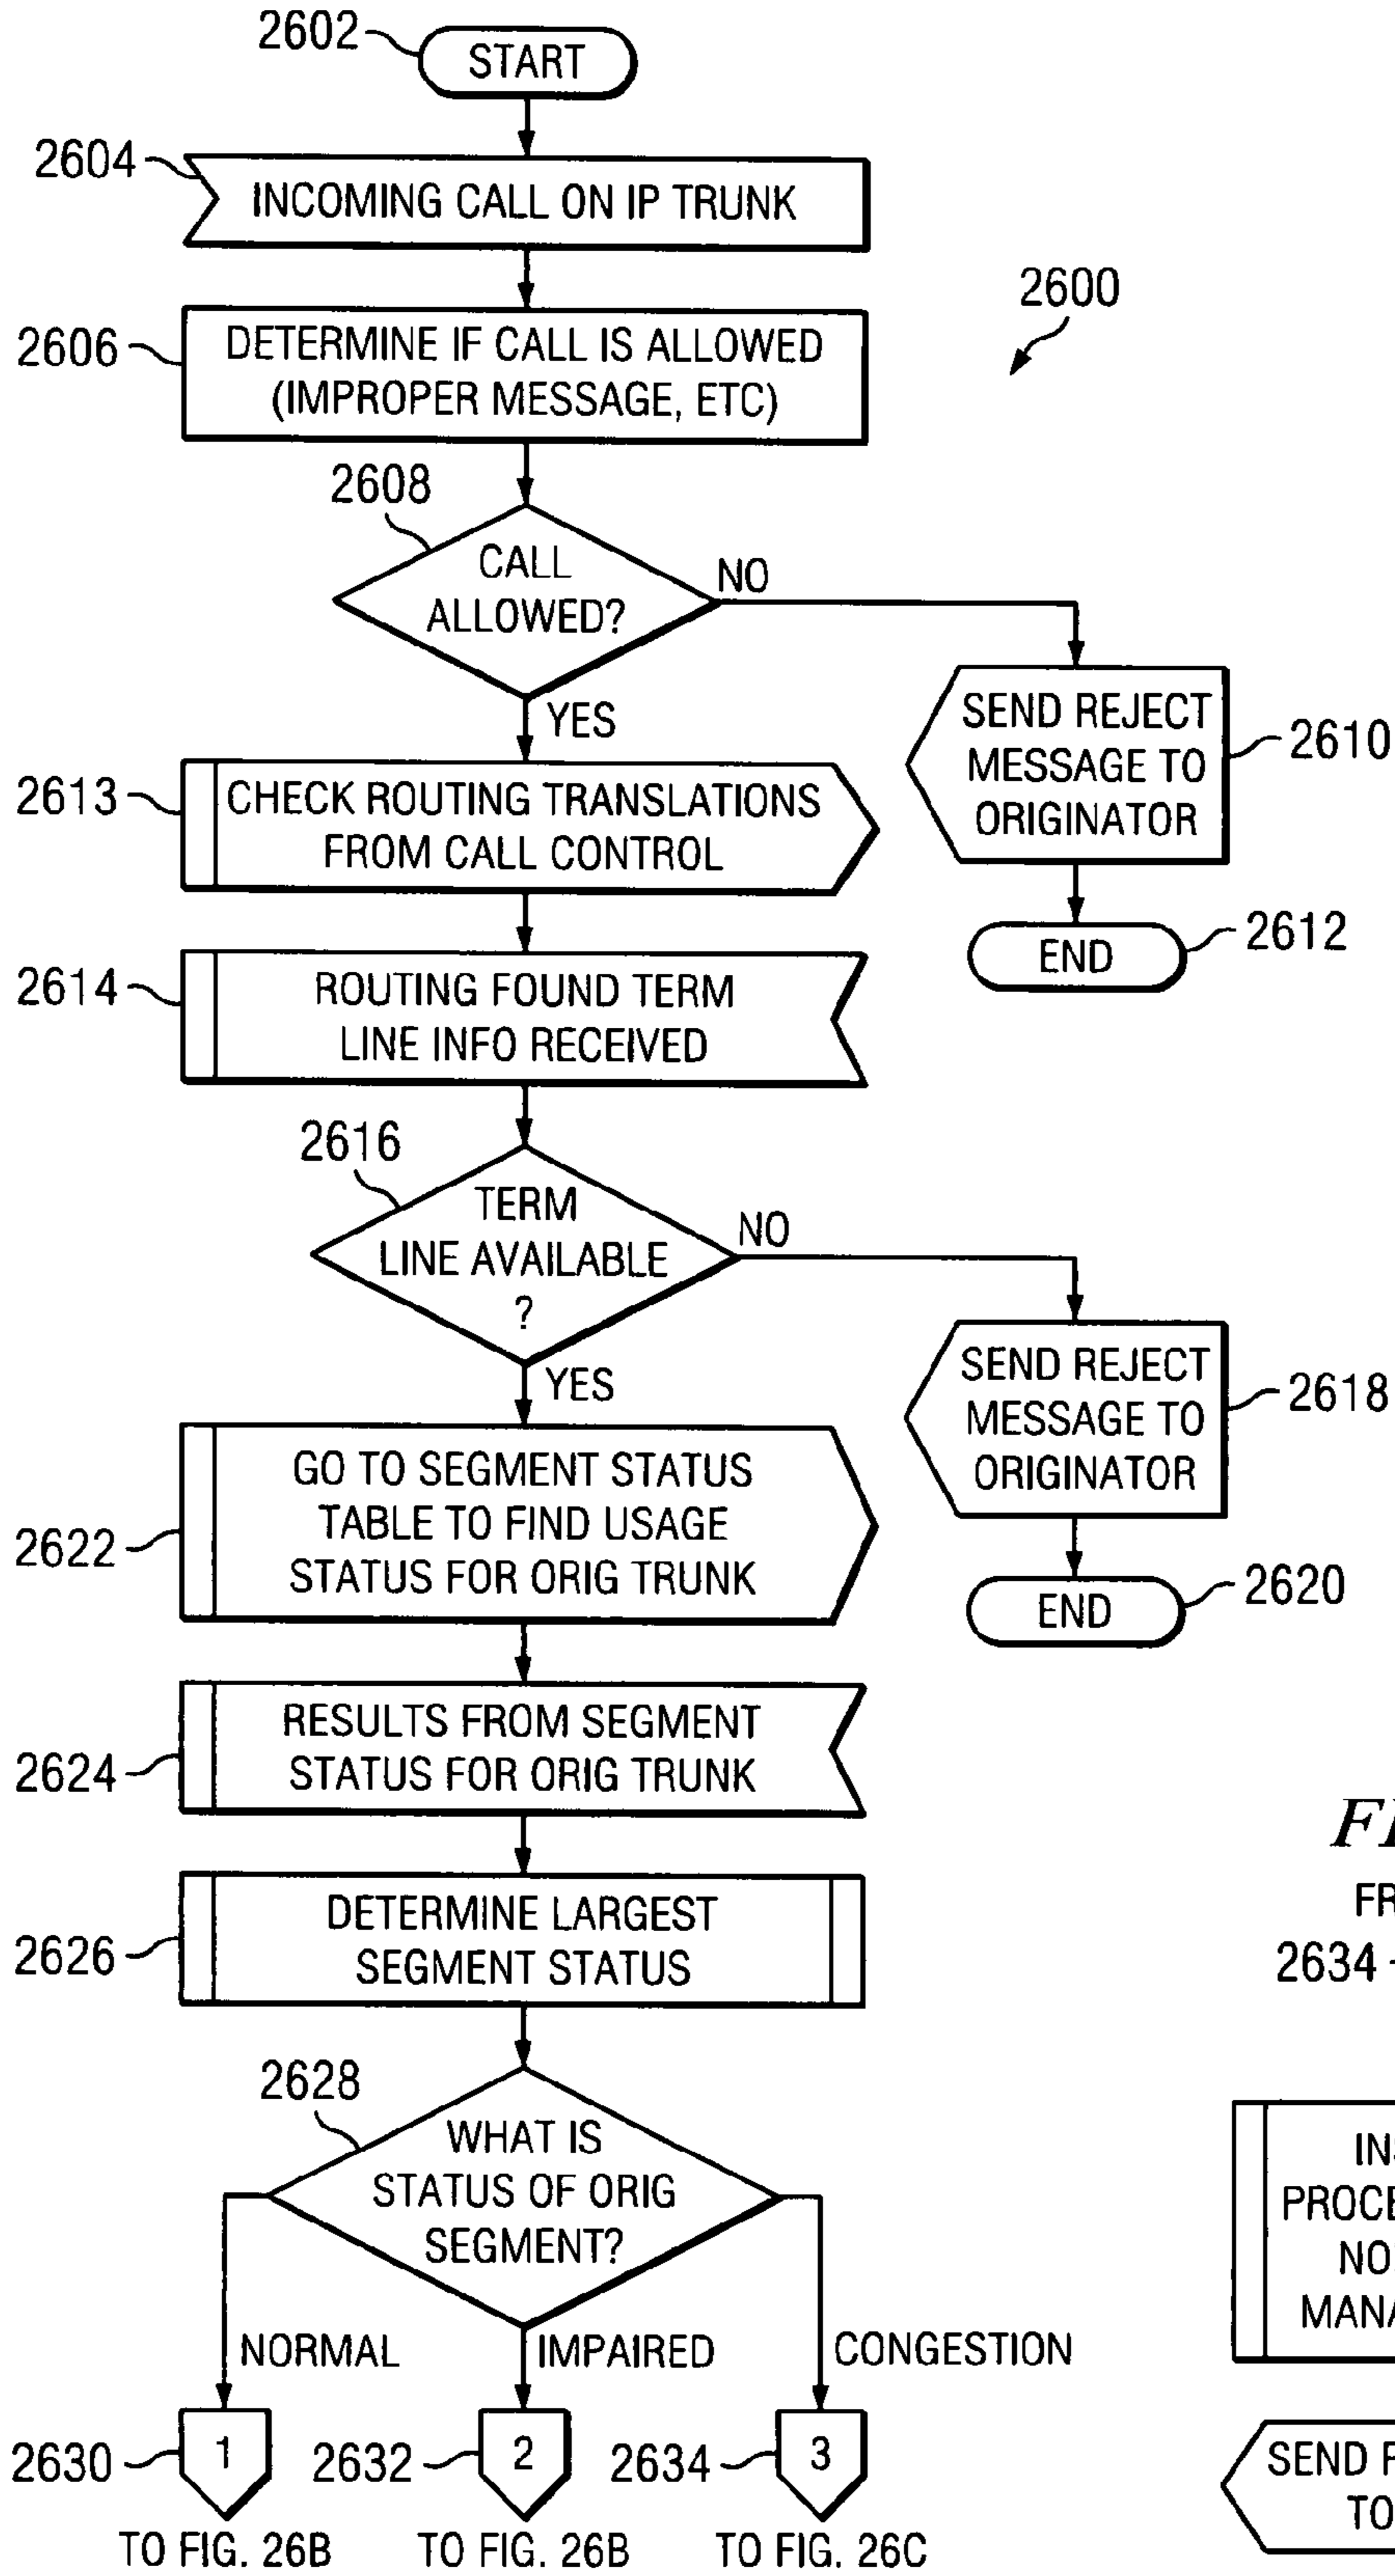 2602
START
2604
INCOMING CALL ON IP TRUNK
2600
2606
DETERMINE IF CALL IS ALLOWED
(IMPROPER MESSAGE, ETC)
2608
CALL
ALLOWED?
NO
YES
SEND REJECT
MESSAGE TO
ORIGINATOR
2610
2613
CHECK ROUTING TRANSLATIONS
FROM CALL CONTROL
END
2612
2614
ROUTING FOUND TERM
LINE INFO RECEIVED
2616
TERM
LINE AVAILABLE
?
NO
YES
SEND REJECT
MESSAGE TO
ORIGINATOR
2618
2622
GO TO SEGMENT STATUS
TABLE TO FIND USAGE
STATUS FOR ORIG TRUNK
END
2620
2624
RESULTS FROM SEGMENT
STATUS FOR ORIG TRUNK
2626
DETERMINE LARGEST
SEGMENT STATUS
2634
2628
WHAT IS
STATUS OF ORIG
SEGMENT?
NORMAL
IMPAIRED
CONGESTION
MANA
2630
1
2632
2
2634
3
SEND
TO
TO FIG. 26B
TO FIG. 26B
TO FIG. 26C